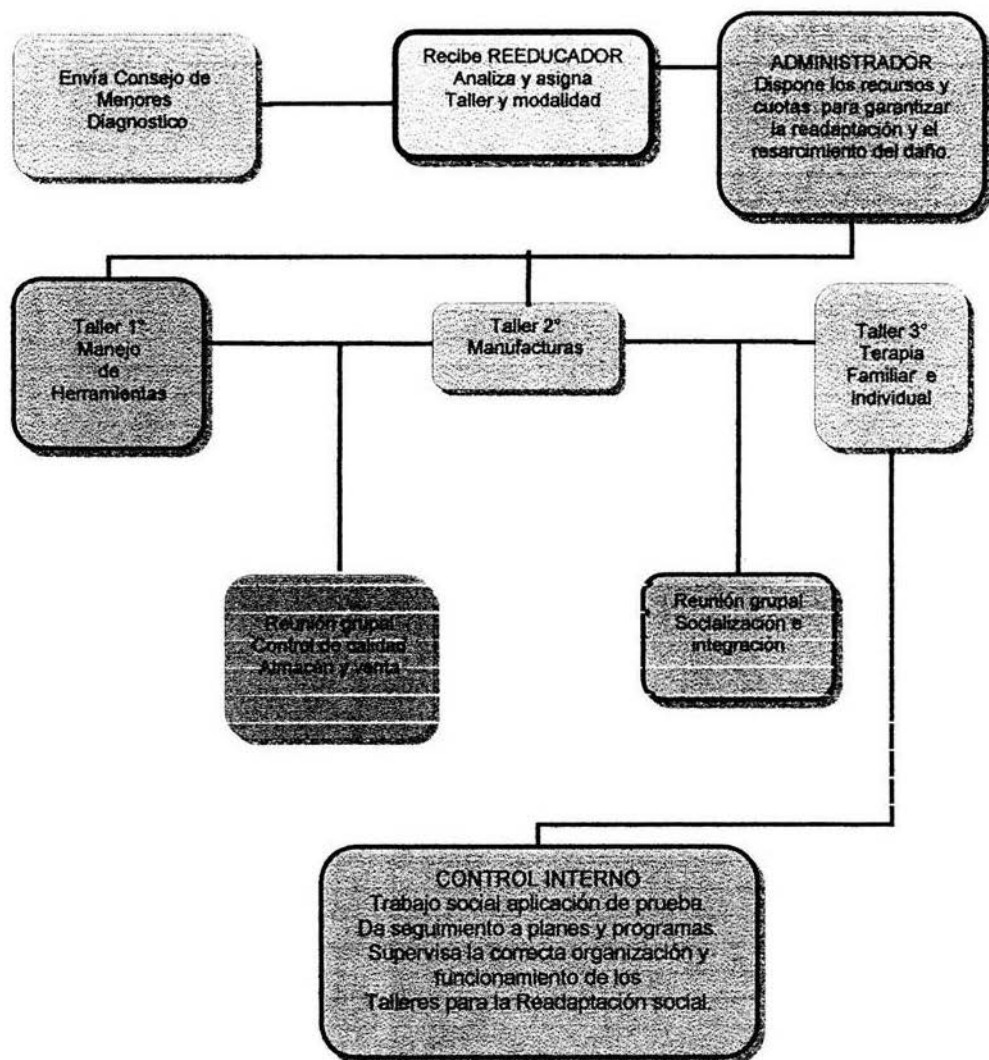 Envía Consejo de
Menores
Diagnostico
Recibe REEDUCADOR
Analiza y asigna
Taller y modalidad
ADMINISTRADOR
Dispone los recursos y
cuotas para garantizar
la readaptación y el
resarcimiento del daño.
Taller 1°
Manejo
de
Herramientas
Taller 2°
Manufacturas
Taller 3°
Terapia
Familiar e
Individual
Reunión grupal
Control de calidad
Almacén y venta
Reunión grupal
Socialización e
integración
CONTROL INTERNO
Trabajo social aplicación de prueba.
Da seguimiento a planes y programas.
Supervisa la correcta organización y
funcionamiento de los
Talleres para la Readaptación social.